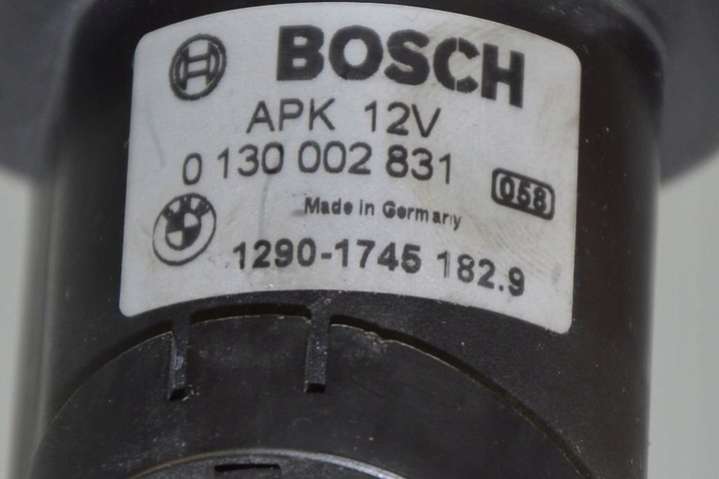 BOSCH
APK 12V
0 130 002 831
058
Made in Germany
1290-1745 182.9